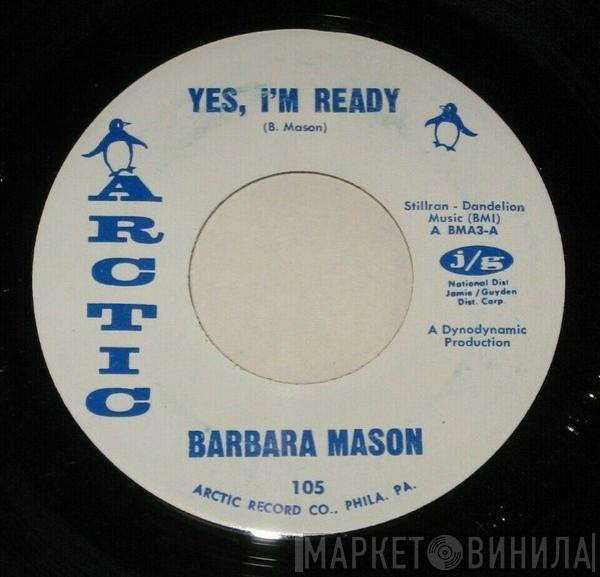 YES, I'M READY
(B. Mason)
ARCTIC
Stillran - Dandelion
Music (BMI)
A BMA3-A
j/g
National Dist
Jamie/Guyden
Dist. Corp.
A Dynodynamic
Production
BARBARA MASON
105
ARCTIC RECORD CO., PHILA. PA.
МАРКЕТ ВИНИЛА